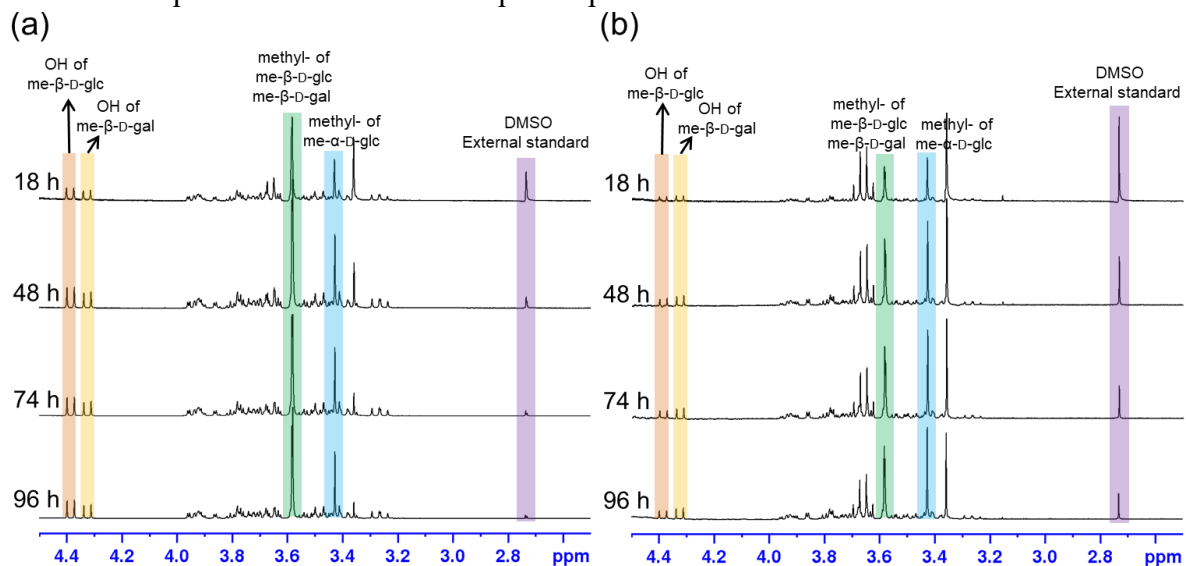 (a)
OH of
me-β-D-glc
OH of
me-β-D-gal
methyl- of
me-β-D-glc
me-β-D-gal
methyl- of
me-α-D-glc
DMSO
External standard
18 h
48 h
74 h
96 h
4.4 4.2 4.0 3.8 3.6 3.4 3.2 3.0 2.8 ppm
(b)
OH of
me-β-D-glc
OH of
me-β-D-gal
methyl- of
me-β-D-glc
me-β-D-gal
methyl- of
me-α-D-glc
DMSO
External standard
18 h
48 h
74 h
96 h
4.4 4.2 4.0 3.8 3.6 3.4 3.2 3.0 2.8 ppm